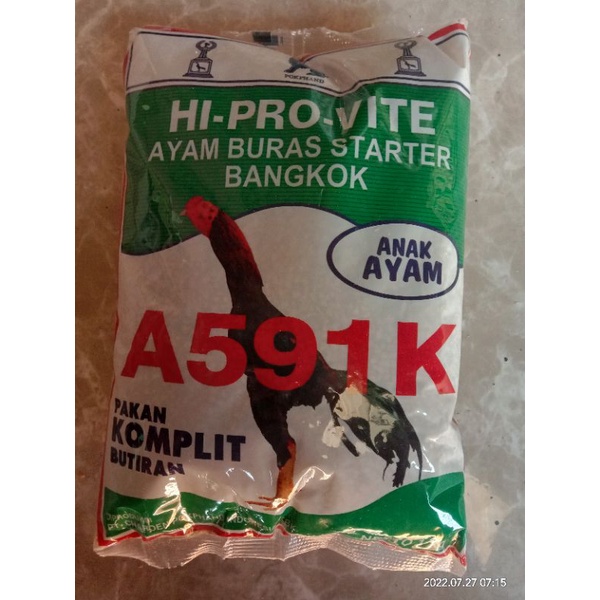 HI-PRO-VITE
AYAM BURAS STARTER
BANGKOK
ANAK
AYAM
A591K
PAKAN
KOMPLIT
BUTIRAN
2022.07.27 07:15